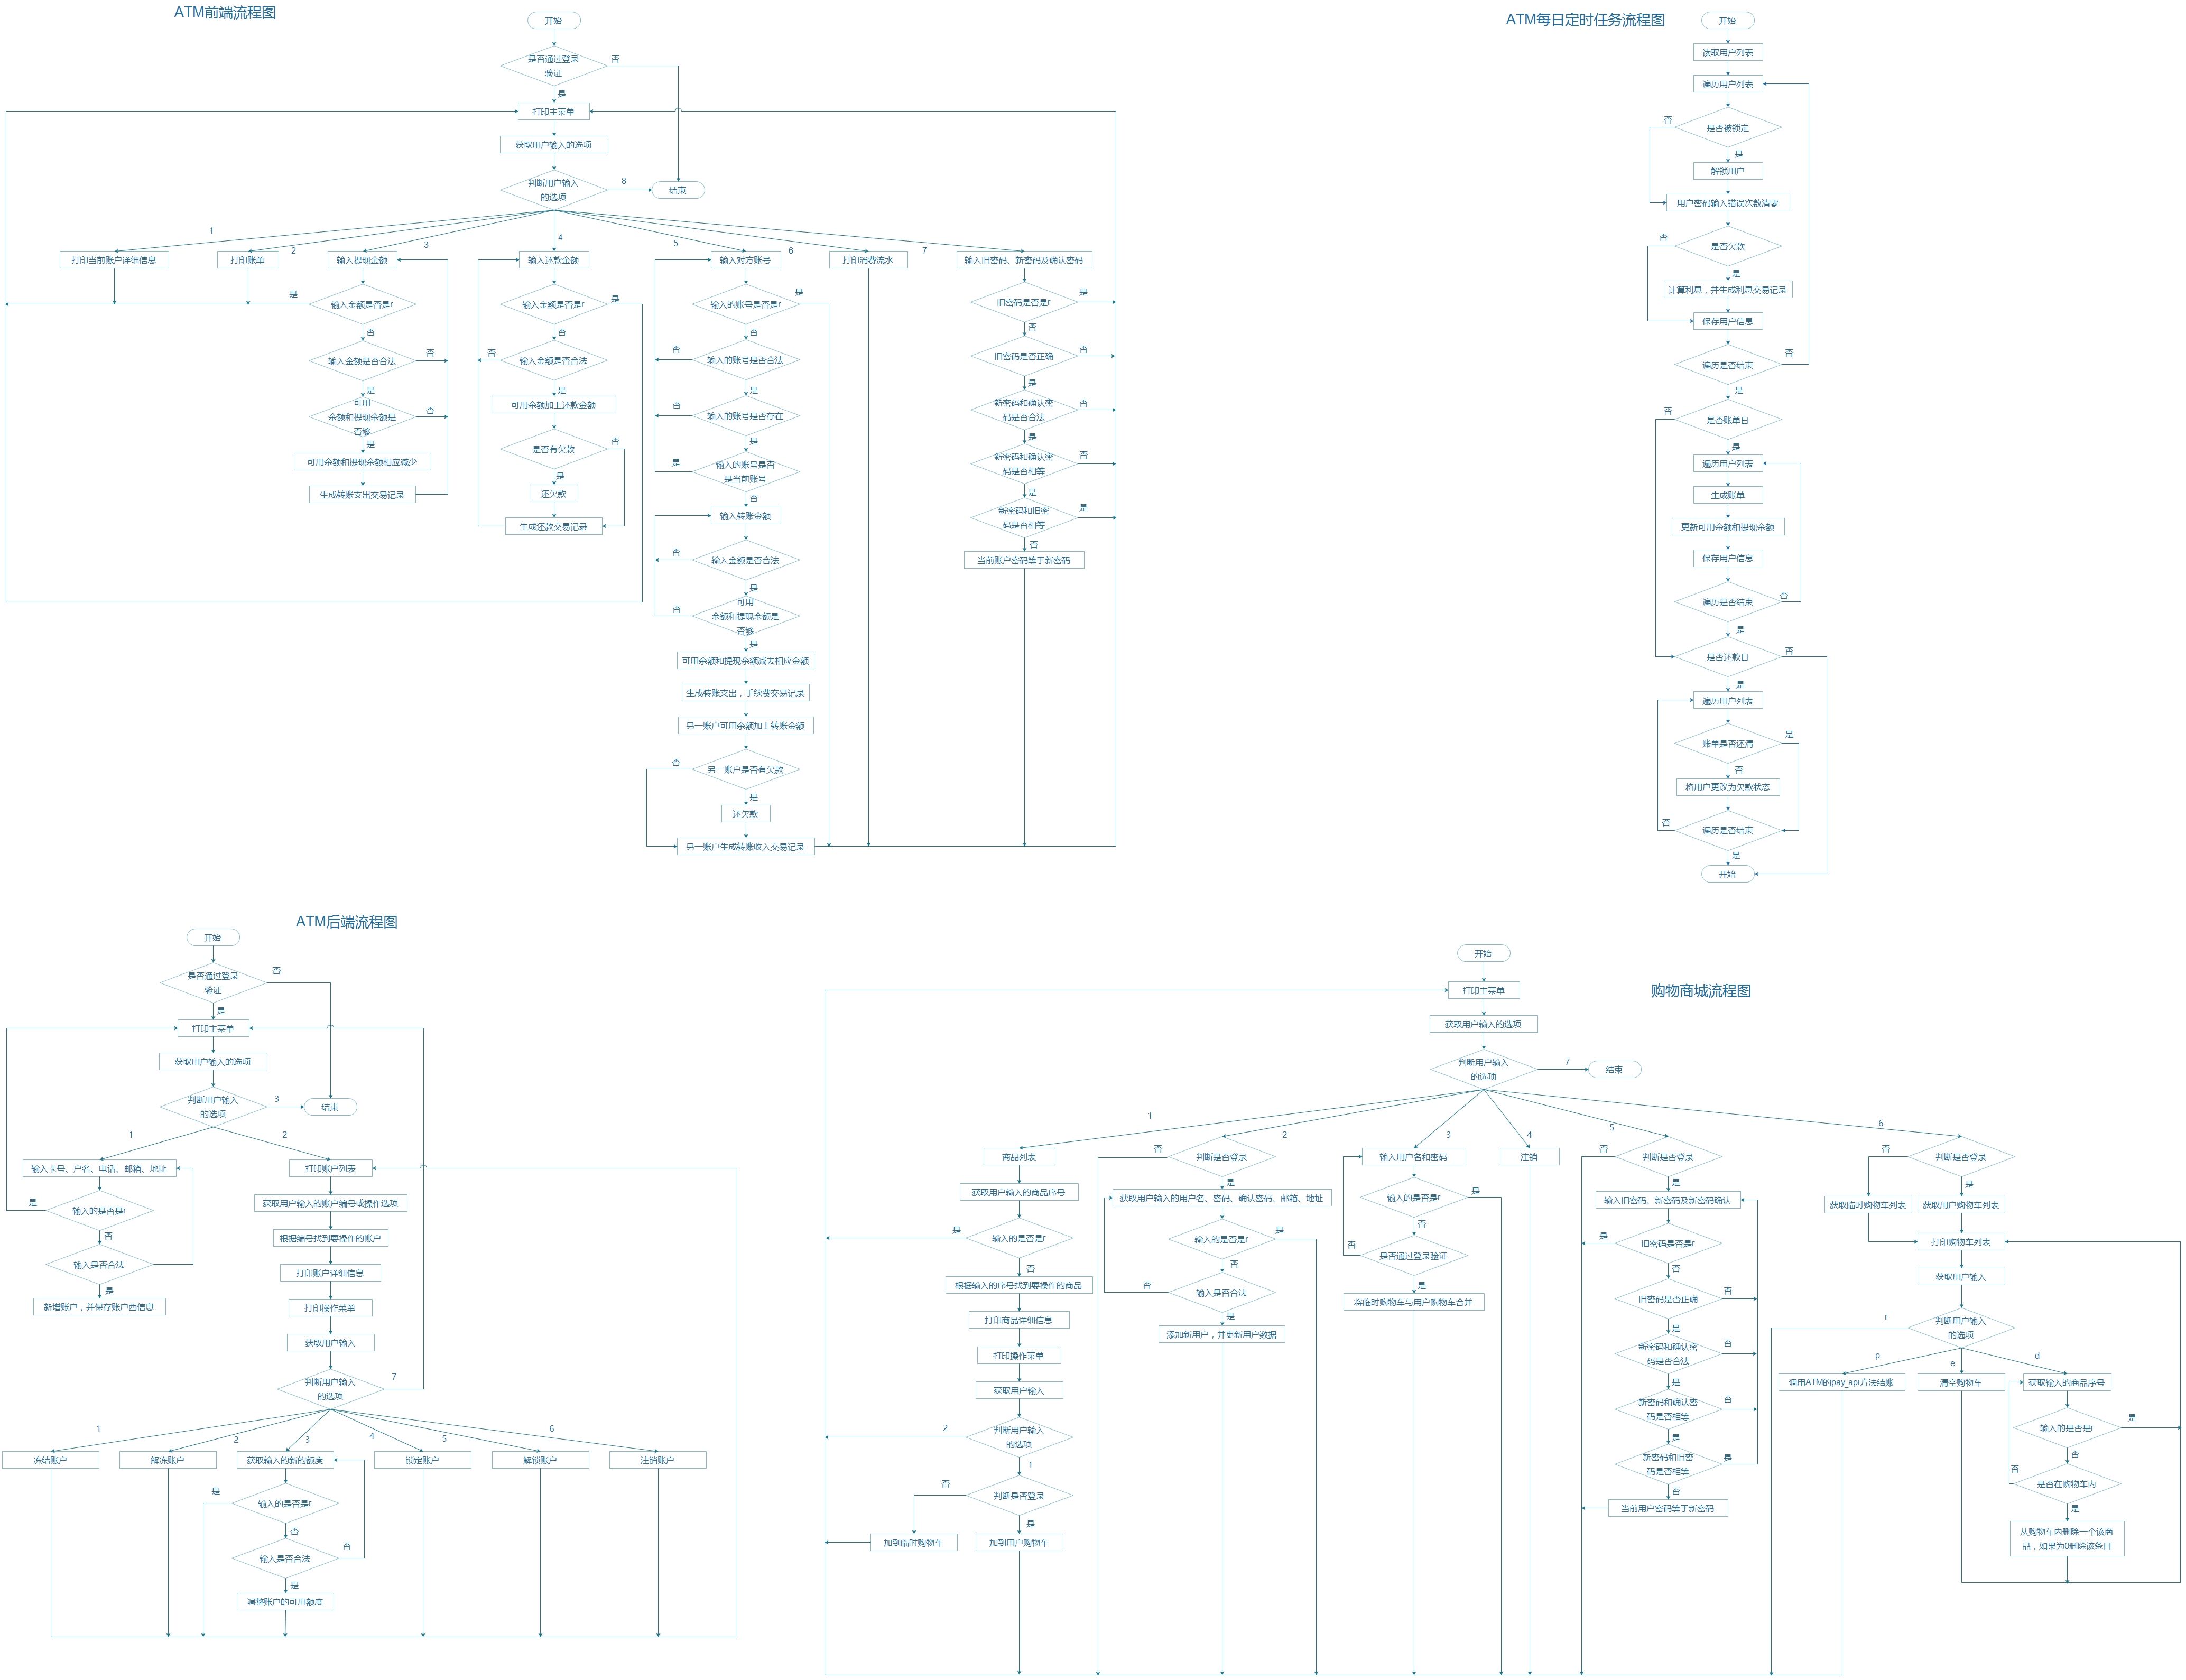 ATM前端流程图
开始
是否通过登录
验证
否
是
打印主菜单
获取用户输入的选项
判断用户输入
的选项
8
结束
1
2
3
4
5
6
7
打印当前账户详细信息
打印账单
输入提现金额
输入金额是否是r
是
否
输入金额是否合法
否
是
可用
余额和提现余额是
否够
否
是
可用余额和提现余额相应减少
生成转账支出交易记录
输入还款金额
输入金额是否是r
是
否
输入金额是否合法
否
是
可用余额加上还款金额
是否有欠款
否
是
还欠款
生成还款交易记录
输入对方账号
输入的账号是否是r
是
否
输入的账号是否合法
否
是
输入的账号是否存在
否
是
输入的账号是否
是当前账号
是
否
输入转账金额
输入金额是否合法
否
是
可用
余额和提现余额是
否够
否
是
可用余额和提现余额减去相应金额
生成转账支出，手续费交易记录
另一账户可用余额加上转账金额
另一账户是否有欠款
否
是
还欠款
另一账户生成转账收入交易记录
打印消费流水
输入旧密码、新密码及确认密码
旧密码是否是r
是
否
旧密码是否正确
否
是
新密码和确认密
码是否合法
否
是
新密码和确认密
码是否相等
否
是
新密码和旧密
码是否相等
是
否
当前账户密码等于新密码
ATM每日定时任务流程图
开始
读取用户列表
遍历用户列表
是否被锁定
否
是
解锁用户
用户密码输入错误次数清零
是否欠款
否
是
计算利息，并生成利息交易记录
保存用户信息
遍历是否结束
否
是
是否账单日
否
是
遍历用户列表
生成账单
更新可用余额和提现余额
保存用户信息
遍历是否结束
否
是
是否还款日
否
是
遍历用户列表
账单是否还清
是
否
将用户更改为欠款状态
遍历是否结束
否
是
开始
ATM后端流程图
开始
是否通过登录
验证
否
是
打印主菜单
获取用户输入的选项
判断用户输入
的选项
3
结束
1
2
输入卡号、户名、电话、邮箱、地址
输入的是否是r
是
否
输入是否合法
是
新增账户，并保存账户西信息
打印账户列表
获取用户输入的账户编号或操作选项
根据编号找到要操作的账户
打印账户详细信息
打印操作菜单
获取用户输入
判断用户输入
的选项
7
1
2
3
4
5
6
冻结账户
解冻账户
获取输入的新的额度
锁定账户
解锁账户
注销账户
输入的是否是r
是
否
输入是否合法
否
是
调整账户的可用额度
购物商城流程图
开始
打印主菜单
获取用户输入的选项
判断用户输入
的选项
7
结束
1
2
3
4
5
6
商品列表
获取用户输入的商品序号
输入的是否是r
是
否
根据输入的序号找到要操作的商品
打印商品详细信息
打印操作菜单
获取用户输入
判断用户输入
的选项
2
1
判断是否登录
否
是
加到临时购物车
加到用户购物车
判断是否登录
否
是
获取用户输入的用户名、密码、确认密码、邮箱、地址
输入的是否是r
是
否
输入是否合法
否
是
添加新用户，并更新用户数据
输入用户名和密码
输入的是否是r
是
否
是否通过登录验证
否
是
将临时购物车与用户购物车合并
注销
判断是否登录
否
是
输入旧密码、新密码及新密码确认
旧密码是否是r
是
否
旧密码是否正确
否
是
新密码和确认密
码是否合法
否
是
新密码和确认密
码是否相等
否
是
新密码和旧密
码是否相等
是
否
当前用户密码等于新密码
判断是否登录
否
是
获取临时购物车列表
获取用户购物车列表
打印购物车列表
获取用户输入
判断用户输入
的选项
r
p
e
d
调用ATM的pay_api方法结账
清空购物车
获取输入的商品序号
输入的是否是r
是
否
是否在购物车内
否
是
从购物车内删除一个该商
品，如果为0删除该条目